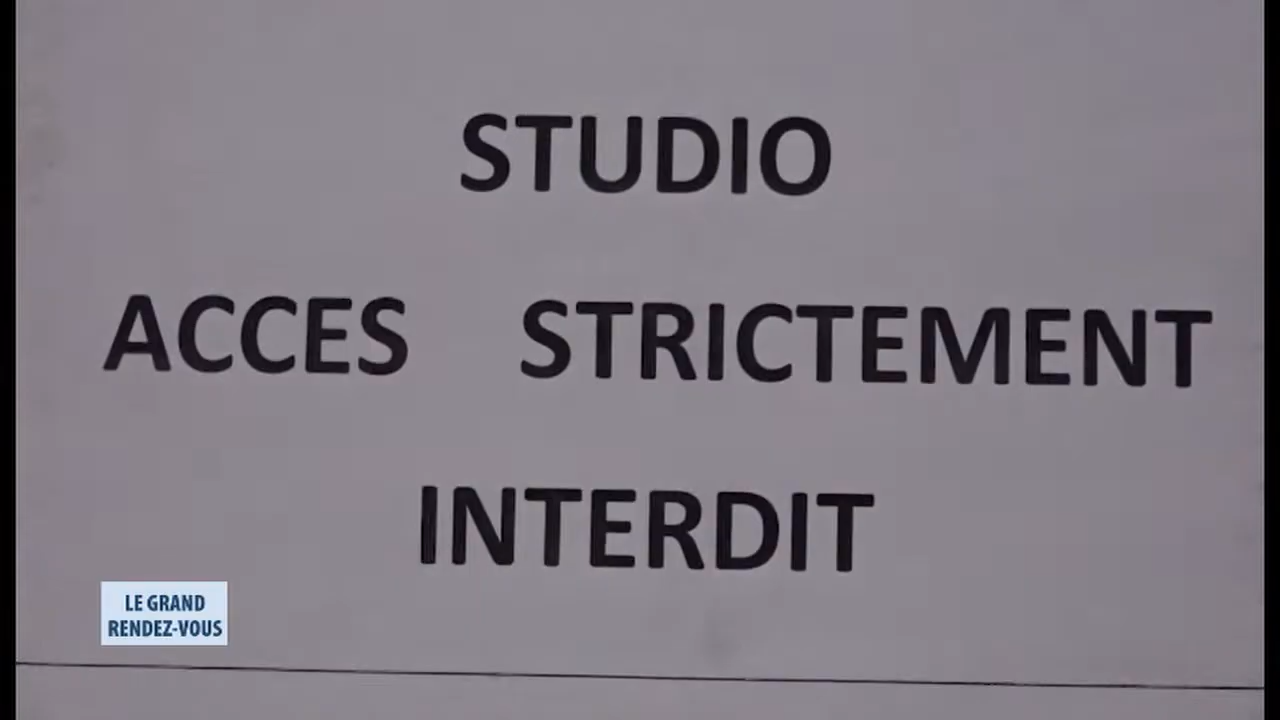 STUDIO
ACCES STRICTEMENT
INTERDIT
LE GRAND
RENDEZ-VOUS